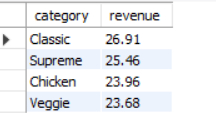 category revenue
Classic 26.91
Supreme 25.46
Chicken 23.96
Veggie 23.68